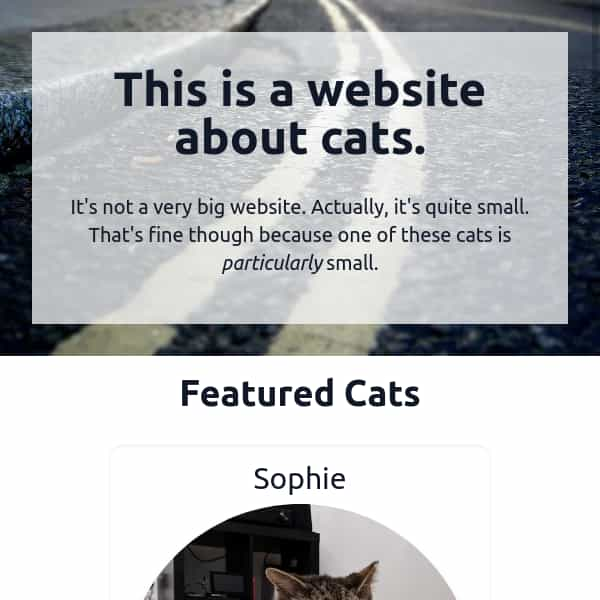 This is a website
about cats.
It's not a very big website. Actually, it's quite small.
That's fine though because one of these cats is
particularly small.
Featured Cats
Sophie